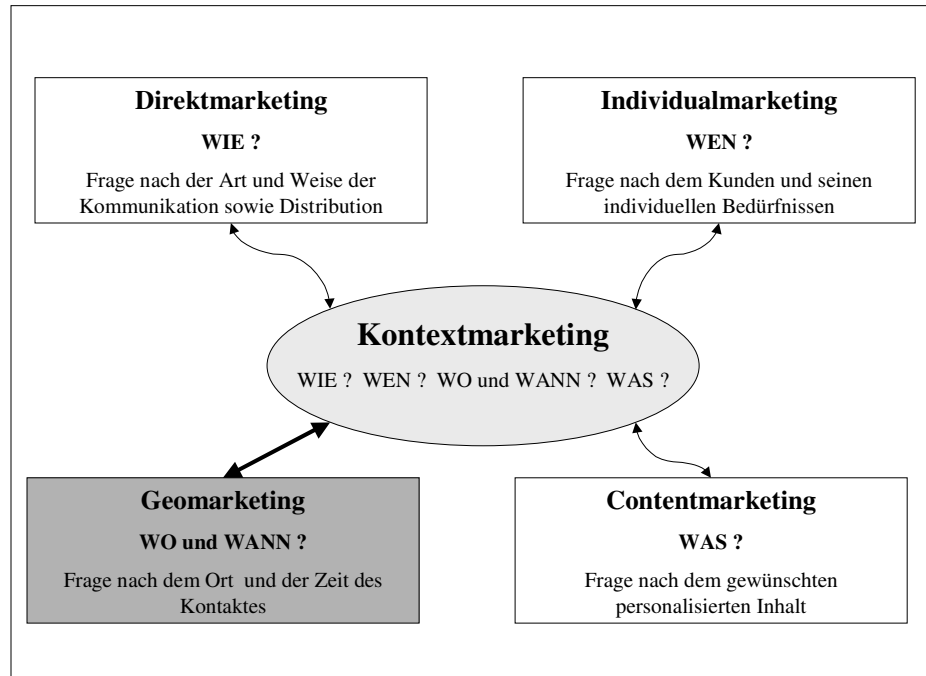 Direktmarketing
WIE ?
Frage nach der Art und Weise der
Kommunikation sowie Distribution
Individualmarketing
WEN ?
Frage nach dem Kunden und seinen
individuellen Bedürfnissen
Kontextmarketing
WIE ? WEN ? WO und WANN ? WAS ?
Geomarketing
WO und WANN ?
Frage nach dem Ort und der Zeit des
Kontaktes
Contentmarketing
WAS ?
Frage nach dem gewünschten
personalisierten Inhalt